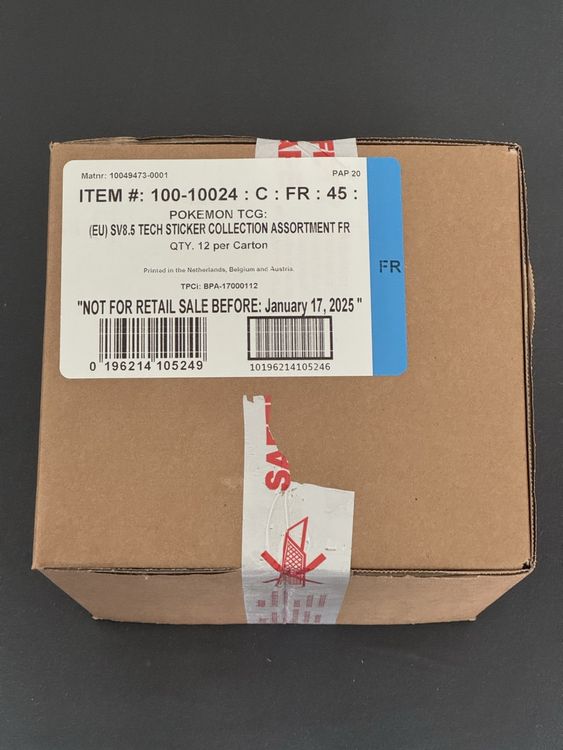 Matnr: 10049473-0001
PAP 20
ITEM #: 100-10024 : C : FR : 45 :
POKEMON TCG:
(EU) SV8.5 TECH STICKER COLLECTION ASSORTMENT FR
QTY. 12 per Carton
FR
Printed in the Netherlands, Belgium and Austria.
TPCi: BPA-17000112
"NOT FOR RETAIL SALE BEFORE: January 17, 2025 "
0 196214 105249
10196214105246